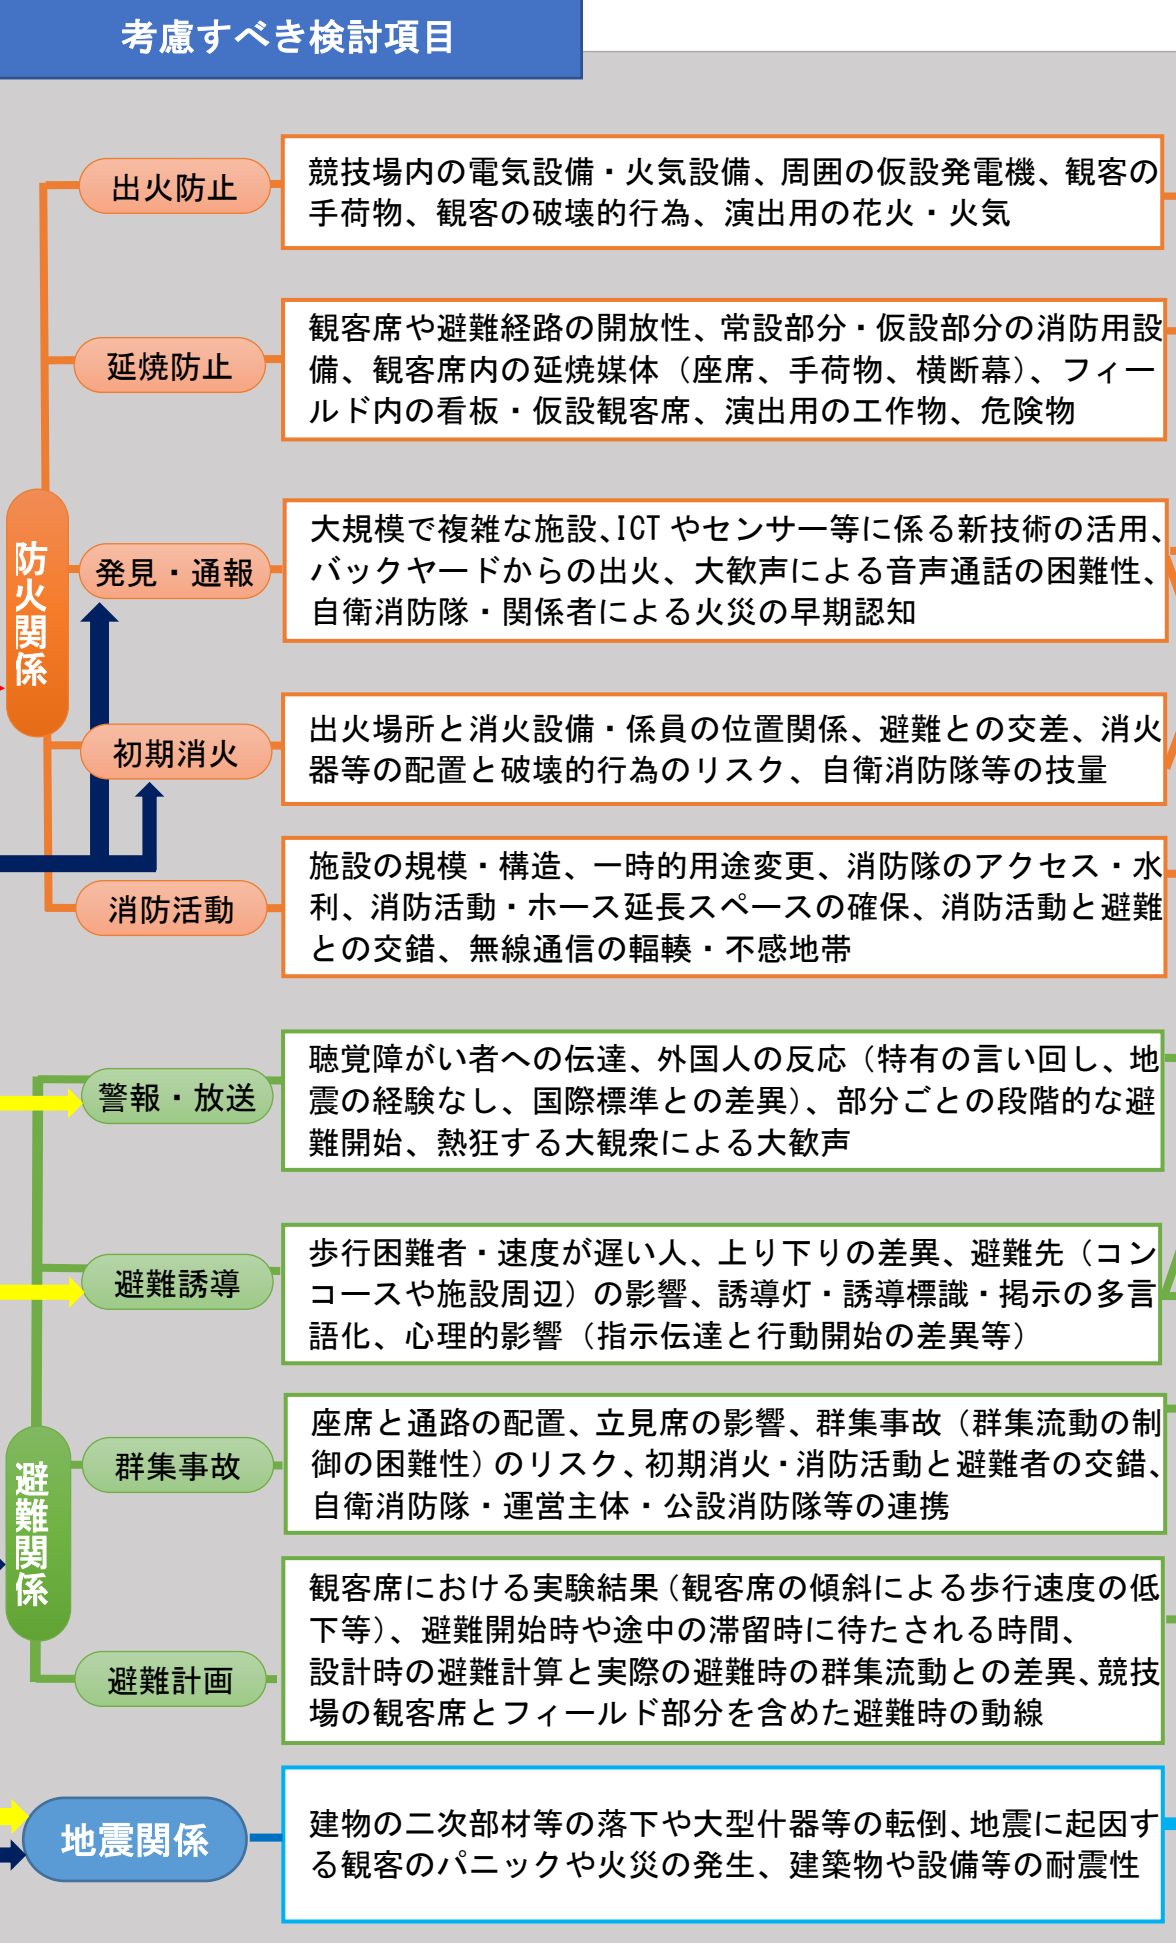 考慮すべき検討項目
防火関係
出火防止
競技場内の電気設備・火気設備、周囲の仮設発電機、観客の
手荷物、観客の破壊的行為、演出用の花火・火気
延焼防止
観客席や避難経路の開放性、常設部分・仮設部分の消防用設
備、観客席内の延焼媒体（座席、手荷物、横断幕）、フィー
ルド内の看板・仮設観客席、演出用の工作物、危険物
発見・通報
大規模で複雑な施設、ICT やセンサー等に係る新技術の活用、
バックヤードからの出火、大歓声による音声通話の困難性、
自衛消防隊・関係者による火災の早期認知
初期消火
出火場所と消火設備・係員の位置関係、避難との交差、消火
器等の配置と破壊的行為のリスク、自衛消防隊等の技量
消防活動
施設の規模・構造、一時的用途変更、消防隊のアクセス・水
利、消防活動・ホース延長スペースの確保、消防活動と避難
との交錯、無線通信の輻輳・不感地帯
避難関係
警報・放送
聴覚障がい者への伝達、外国人の反応（特有の言い回し、地
震の経験なし、国際標準との差異）、部分ごとの段階的な避
難開始、熱狂する大観衆による大歓声
避難誘導
歩行困難者・速度が遅い人、上り下りの差異、避難先（コン
コースや施設周辺）の影響、誘導灯・誘導標識・掲示の多言
語化、心理的影響（指示伝達と行動開始の差異等）
群集事故
座席と通路の配置、立見席の影響、群集事故（群集流動の制
御の困難性）のリスク、初期消火・消防活動と避難者の交錯、
自衛消防隊・運営主体・公設消防隊等の連携
避難計画
観客席における実験結果（観客席の傾斜による歩行速度の低
下等）、避難開始時や途中の滞留時に待たされる時間、
設計時の避難計算と実際の避難時の群集流動との差異、競技
場の観客席とフィールド部分を含めた避難時の動線
地震関係
建物の二次部材等の落下や大型什器等の転倒、地震に起因す
る観客のパニックや火災の発生、建築物や設備等の耐震性